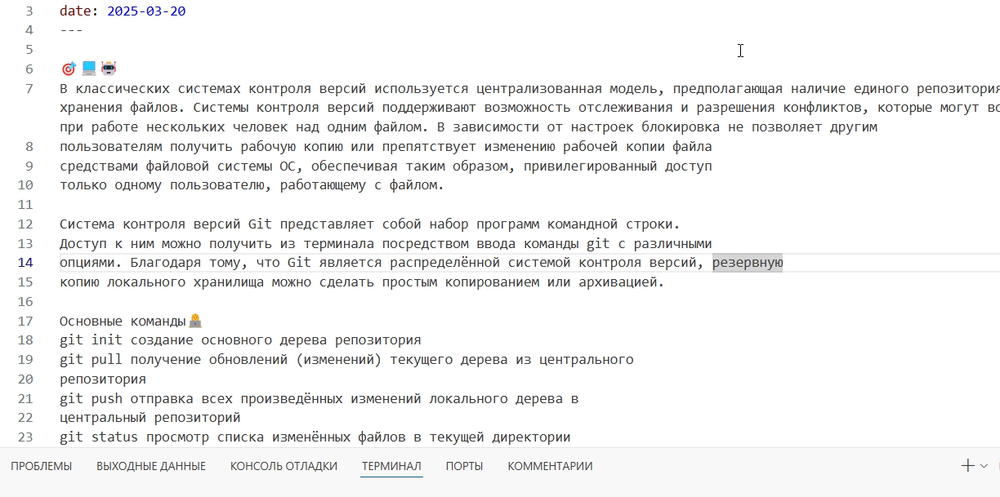 3 date: 2025-03-20
4 ---
5
6 🎯💻🤖
7 В классических системах контроля версий используется централизованная модель, предполагающая наличие единого репозитория
хранения файлов. Системы контроля версий поддерживают возможность отслеживания и разрешения конфликтов, которые могут
при работе нескольких человек над одним файлом. В зависимости от настроек блокировка не позволяет другим
8 пользователям получить рабочую копию или препятствует изменению рабочей копии файла
9 средствами файловой системы ОС, обеспечивая таким образом, привилегированный доступ
10 только одному пользователю, работающему с файлом.
11
12 Система контроля версий Git представляет собой набор программ командной строки.
13 Доступ к ним можно получить из терминала посредством ввода команды git с различными
14 опциями. Благодаря тому, что Git является распределённой системой контроля версий, резервную
15 копию локального хранилища можно сделать простым копированием или архивацией.
16
17 Основные команды👩‍💻
18 git init создание основного дерева репозитория
19 git pull получение обновлений (изменений) текущего дерева из центрального
20 репозитория
21 git push отправка всех произведённых изменений локального дерева в
22 центральный репозиторий
23 git status просмотр списка изменённых файлов в текущей директории
ПРОБЛЕМЫ ВЫХОДНЫЕ ДАННЫЕ КОНСОЛЬ ОТЛАДКИ ТЕРМИНАЛ ПОРТЫ КОММЕНТАРИИ